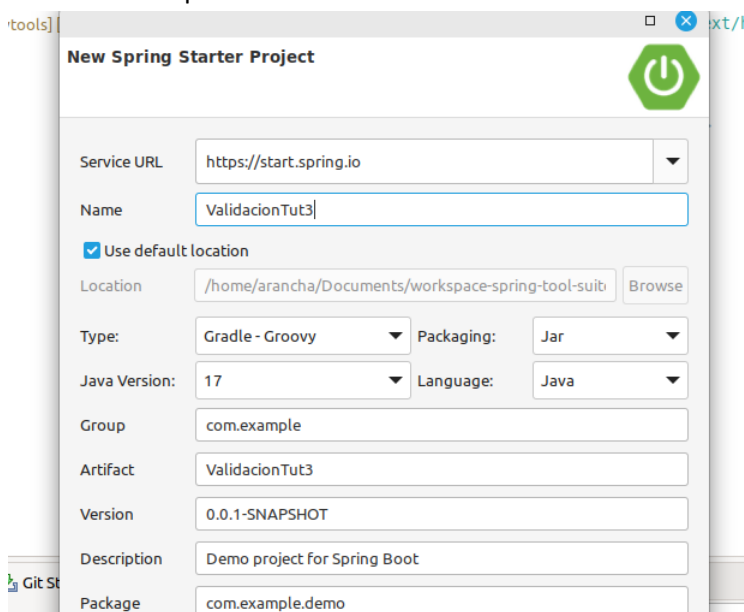 ytools]
New Spring Starter Project
Service URL https://start.spring.io
Name ValidacionTut3
Use default location
Location /home/arancha/Documents/workspace-spring-tool-suit Browse
Type: Gradle - Groovy Packaging: Jar
Java Version: 17 Language: Java
Group com.example
Artifact ValidacionTut3
Version 0.0.1-SNAPSHOT
Description Demo project for Spring Boot
Git St
Package com.example.demo